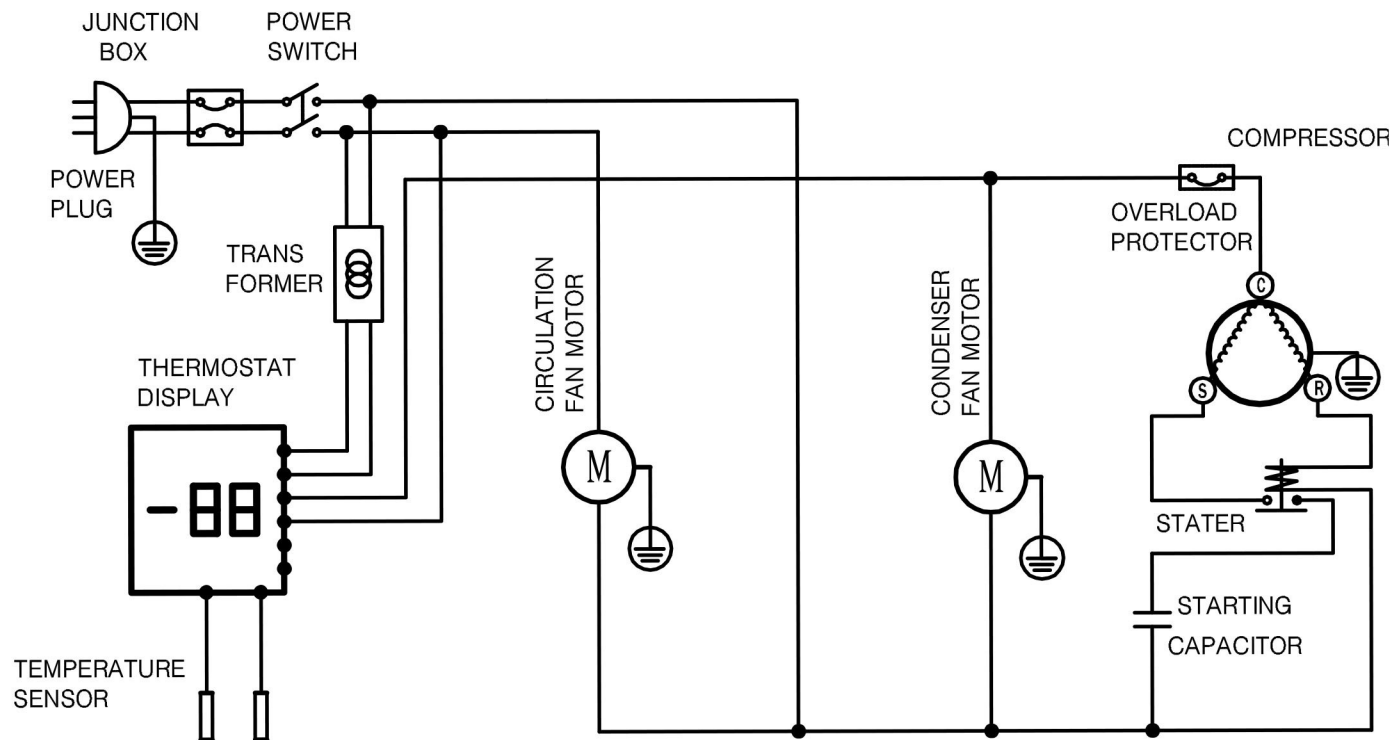 JUNCTION
BOX
POWER
SWITCH
POWER
PLUG
TRANS
FORMER
THERMOSTAT
DISPLAY
-88
TEMPERATURE
SENSOR
CIRCULATION
FAN MOTOR
M
CONDENSER
FAN MOTOR
M
COMPRESSOR
OVERLOAD
PROTECTOR
C
S
R
STATER
STARTING
CAPACITOR